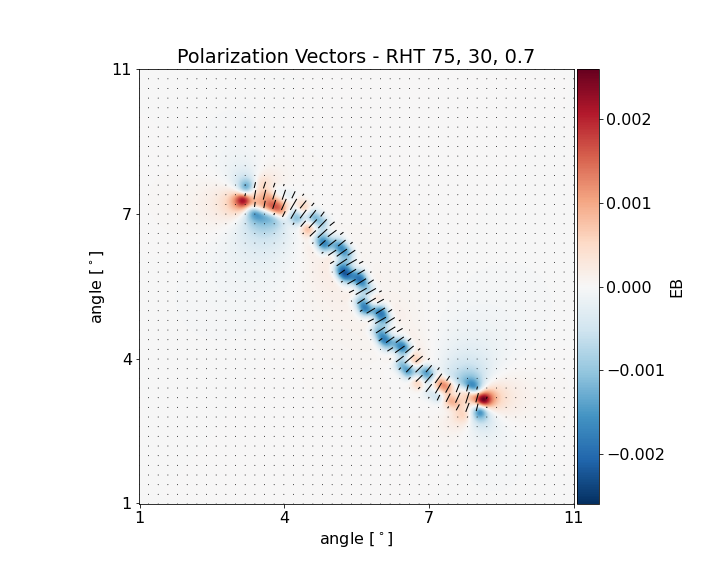 Polarization Vectors - RHT 75, 30, 0.7
11
7
4
1
angle [°]
1 4 7 11
angle [°]
0.002
0.001
0.000
−0.001
−0.002
EB